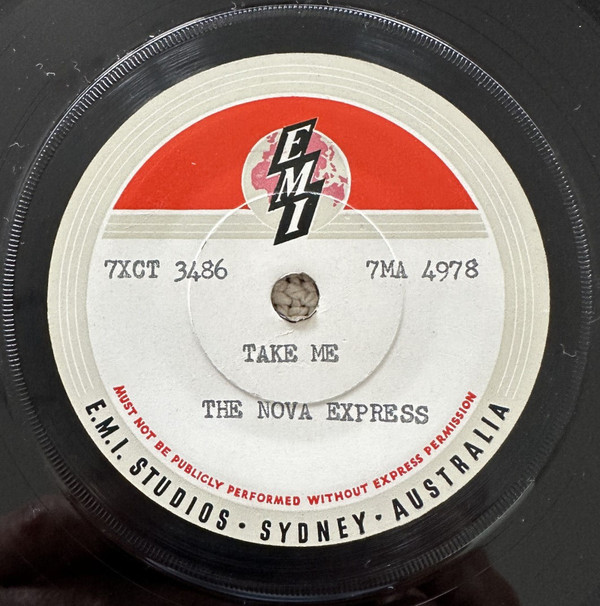 EMI
7XCT 3486 7MA 4978
TAKE ME
THE NOVA EXPRESS
MUST NOT BE PUBLICLY PERFORMED WITHOUT EXPRESS PERMISSION
E.M.I. STUDIOS · SYDNEY · AUSTRALIA